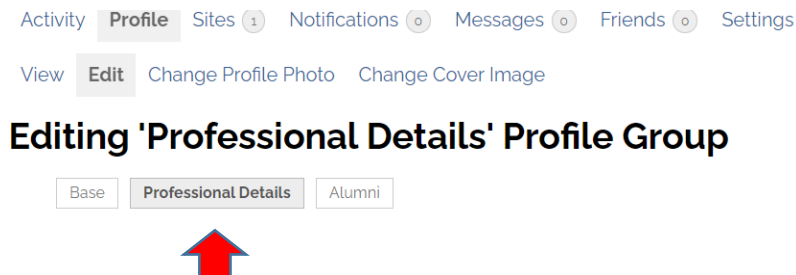 Activity Profile Sites 1 Notifications 0 Messages 0 Friends 0 Settings
View Edit Change Profile Photo Change Cover Image
Editing 'Professional Details' Profile Group
Base Professional Details Alumni